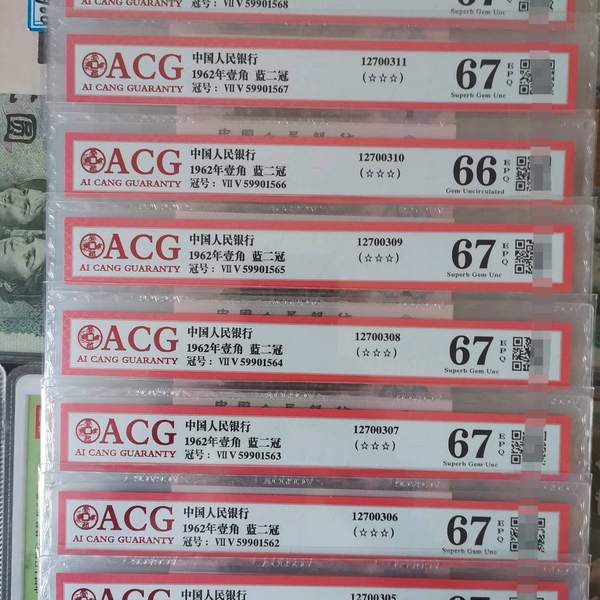 冠号： VII V 59901568
Superb Gem Unc
ACG
AI CANG GUARANTY
中国人民银行
1962年壹角 蓝二冠
冠号： VII V 59901567
12700311
(☆☆☆)
67
EPQ
Superb Gem Unc
ACG
AI CANG GUARANTY
中国人民银行
1962年壹角 蓝二冠
冠号： VII V 59901566
12700310
(☆☆☆)
66
EPQ
Gem Uncirculated
ACG
AI CANG GUARANTY
中国人民银行
1962年壹角 蓝二冠
冠号： VII V 59901565
12700309
(☆☆☆)
67
EPQ
Superb Gem Unc
ACG
AI CANG GUARANTY
中国人民银行
1962年壹角 蓝二冠
冠号： VII V 59901564
12700308
(☆☆☆)
67
EPQ
Superb Gem Unc
ACG
AI CANG GUARANTY
中国人民银行
1962年壹角 蓝二冠
冠号： VII V 59901563
12700307
(☆☆☆)
67
EPQ
Superb Gem Unc
ACG
AI CANG GUARANTY
中国人民银行
1962年壹角 蓝二冠
冠号： VII V 59901562
12700306
(☆☆☆)
67
EPQ
Superb Gem Unc
ACG
中国人民银行
12700305
67
圆